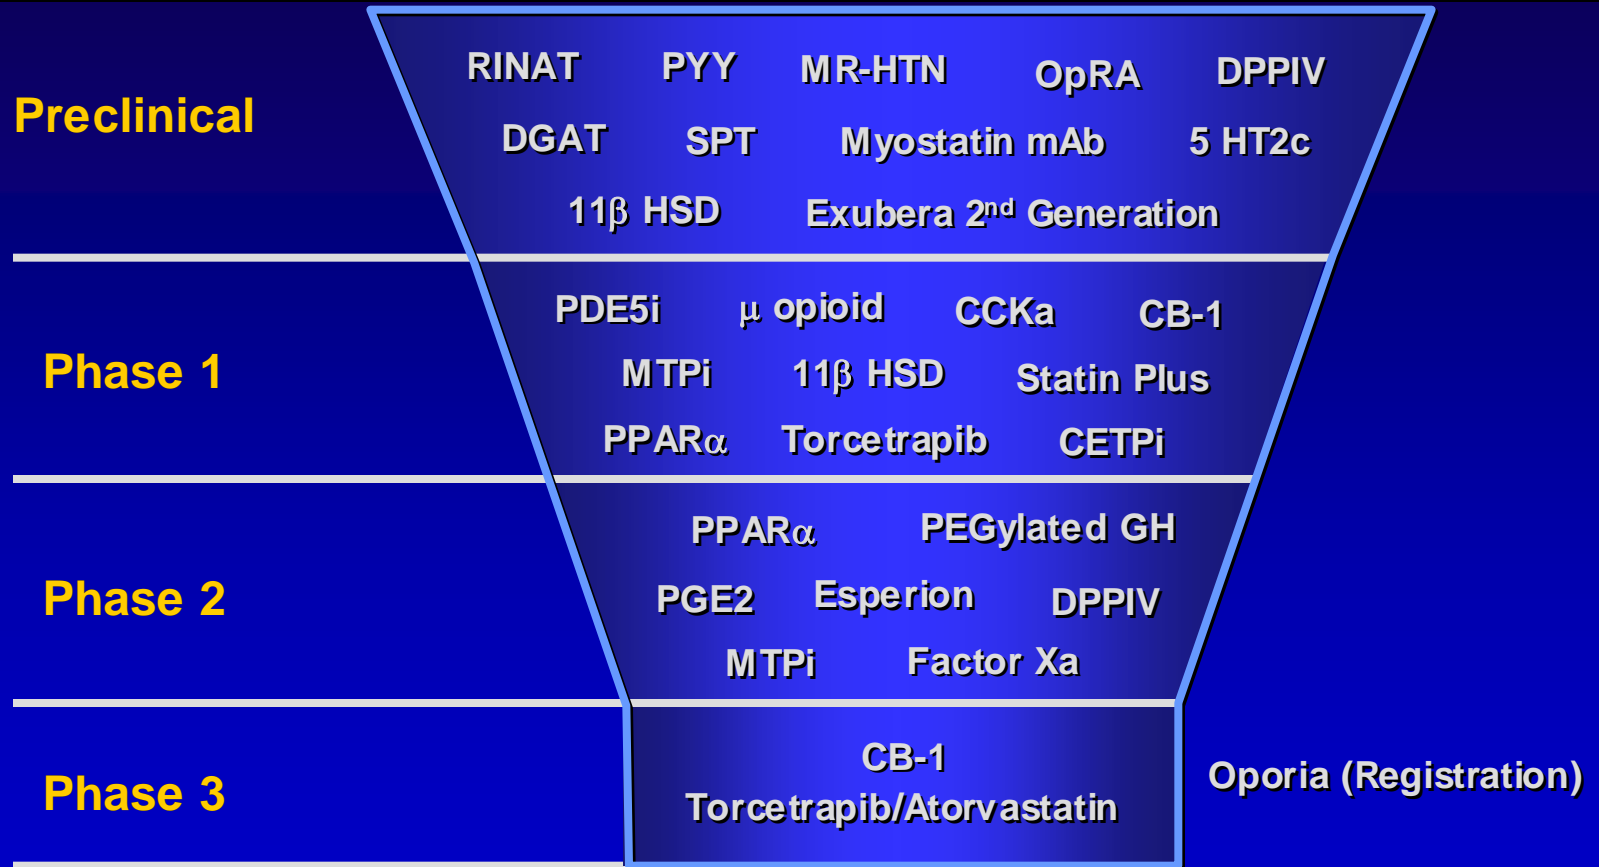 Preclinical
RINAT PYY MR-HTN OpRA DPPIV
DGAT SPT Myostatin mAb 5 HT2c
11β HSD Exubera 2nd Generation
Phase 1
PDE5i μ opioid CCKa CB-1
MTPi 11β HSD Statin Plus
PPARα Torcetrapib CETPi
Phase 2
PPARα PEGylated GH
PGE2 Esperion DPPIV
MTPi Factor Xa
Phase 3
CB-1
Torcetrapib/Atorvastatin
Oporia (Registration)